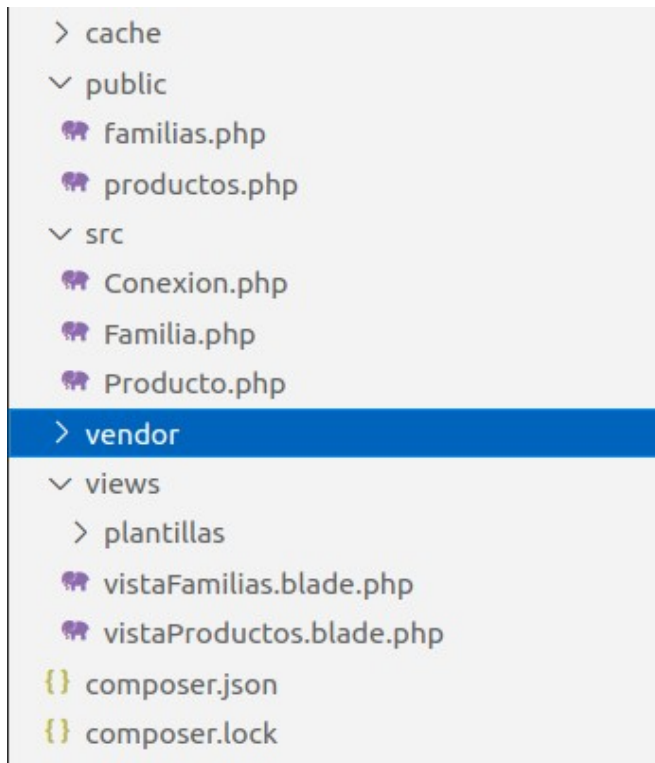 cache
public
familias.php
productos.php
src
Conexion.php
Familia.php
Producto.php
vendor
views
plantillas
vistaFamilias.blade.php
vistaProductos.blade.php
{} composer.json
{} composer.lock